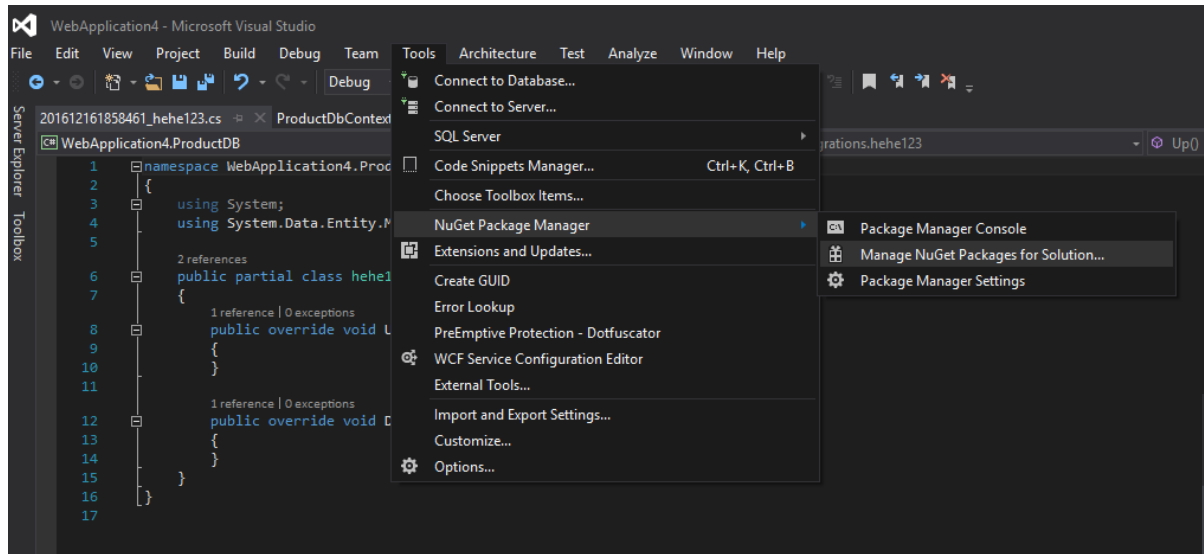 WebApplication4 - Microsoft Visual Studio
File Edit View Project Build Debug Team Tools Architecture Test Analyze Window Help
Debug
Server Explorer
Toolbox
201612161858461_hehe123.cs ProductDbContext
C# WebApplication4.ProductDB
rations.hehe123
Up()
1 namespace WebApplication4.Prod
2 {
3 using System;
4 using System.Data.Entity.M
5
2 references
6 public partial class hehe1
7 {
1 reference | 0 exceptions
8 public override void U
9 {
10 }
11
1 reference | 0 exceptions
12 public override void D
13 {
14 }
15 }
16 }
17
Connect to Database...
Connect to Server...
SQL Server
Code Snippets Manager... Ctrl+K, Ctrl+B
Choose Toolbox Items...
NuGet Package Manager
Extensions and Updates...
Create GUID
Error Lookup
PreEmptive Protection - Dotfuscator
WCF Service Configuration Editor
External Tools...
Import and Export Settings...
Customize...
Options...
Package Manager Console
Manage NuGet Packages for Solution...
Package Manager Settings